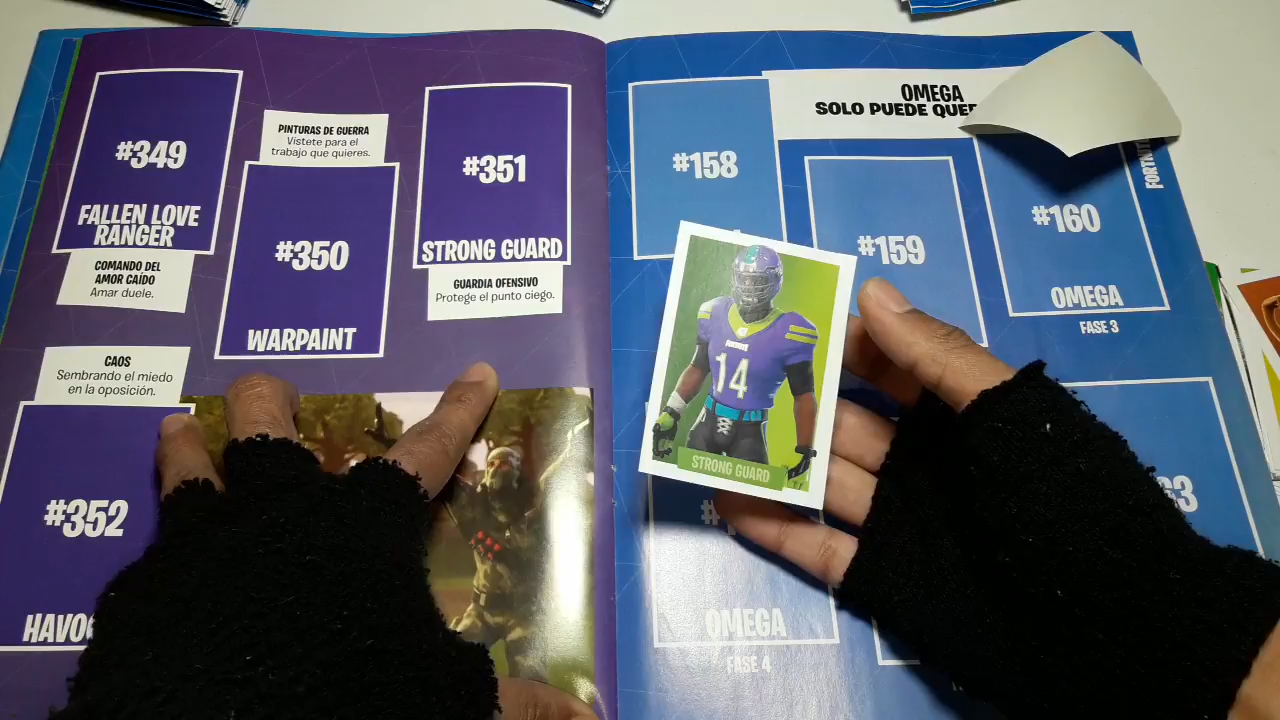 #349
FALLEN LOVE
RANGER
COMANDO DEL
AMOR CAÍDO
Amar duele.
PINTURAS DE GUERRA
Vístete para el
trabajo que quieres.
#350
WARPAINT
#351
STRONG GUARD
GUARDIA OFENSIVO
Protege el punto ciego.
CAOS
Sembrando el miedo
en la oposición.
#352
OMEGA
SOLO PUEDE
#158
#159
#160
OMEGA
FASE 3
FORTNITE
14
STRONG GUARD
OMEGA
FASE 4